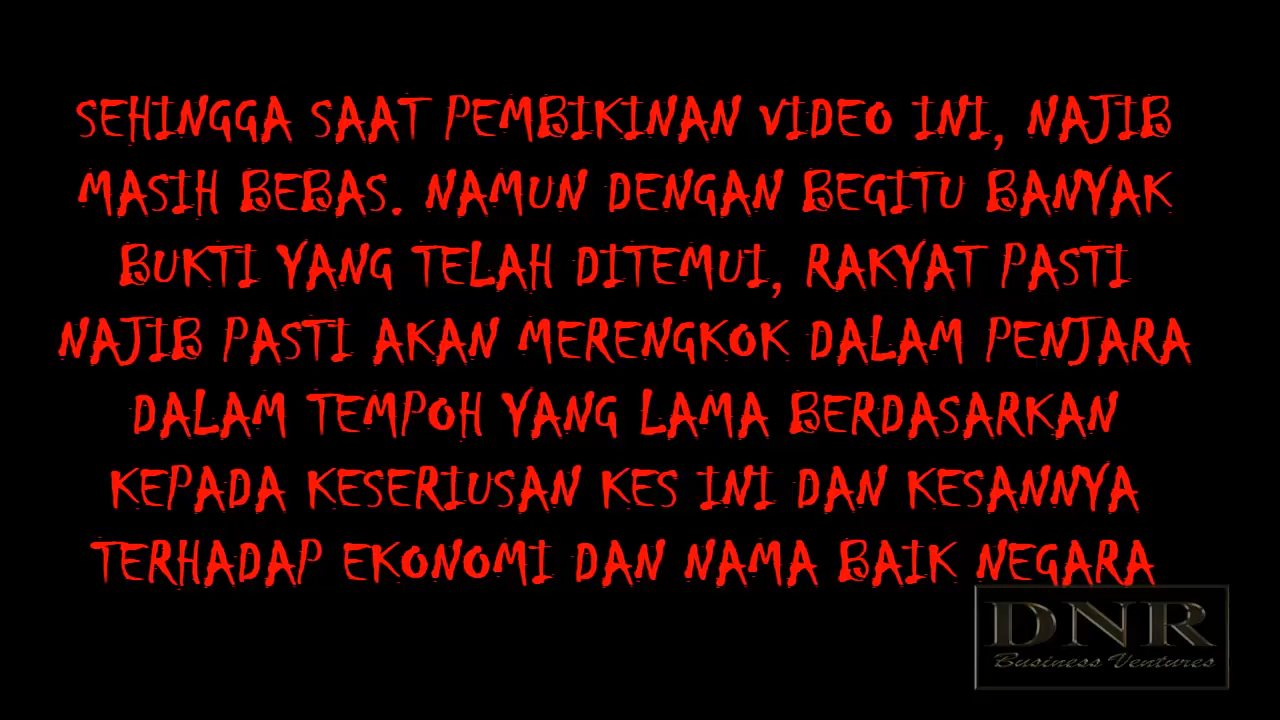 SEHINGGA SAAT PEMBIKINAN VIDEO INI, NAJIB
MASIH BEBAS. NAMUN DENGAN BEGITU BANYAK
BUKTI YANG TELAH DITEMUI, RAKYAT PASTI
NAJIB PASTI AKAN MERENGKOK DALAM PENJARA
DALAM TEMPOH YANG LAMA BERDASARKAN
KEPADA KESERIUSAN KES INI DAN KESANNYA
TERHADAP EKONOMI DAN NAMA BAIK NEGARA
DNR
Business Ventures